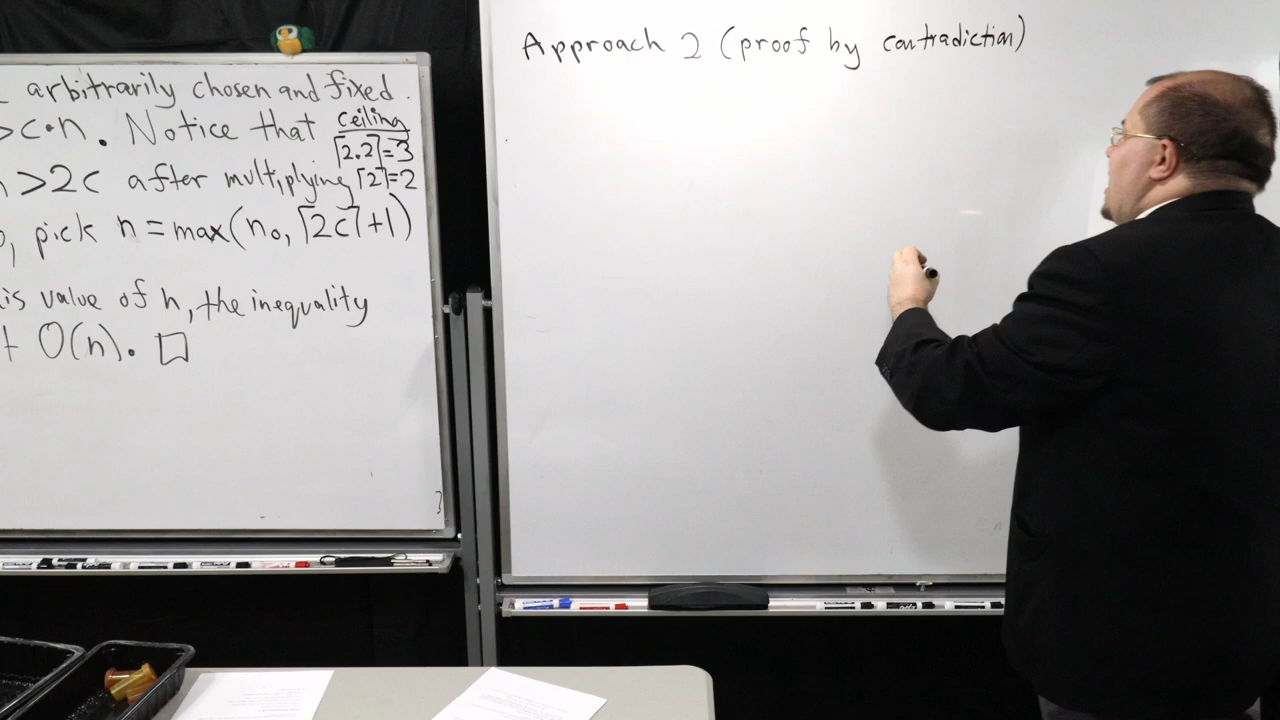 arbitrarily chosen and fixed.
>c·n. Notice that ceiling
⌈2.2⌉=3
>2c after multiplying ⌈2⌉=2
, pick n = max(n₀, ⌈2c⌉+1)
is value of n, the inequality
O(n). □
Approach 2 (proof by contradiction)